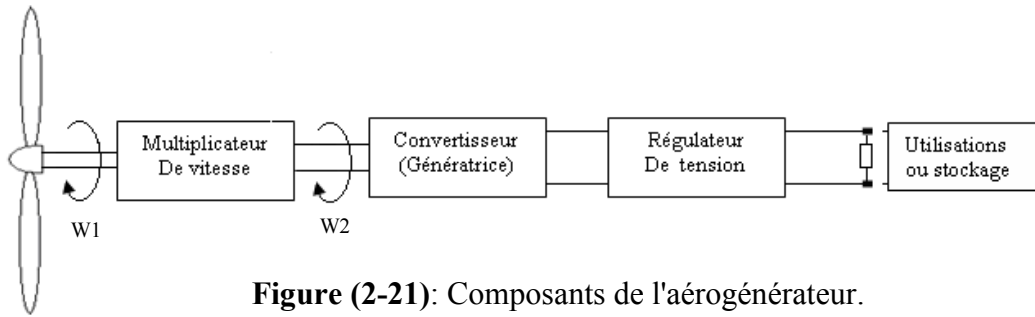 Multiplicateur
De vitesse
Convertisseur
(Génératrice)
Régulateur
De tension
Utilisations
ou stockage
W1
W2
Figure (2-21): Composants de l'aérogénérateur.